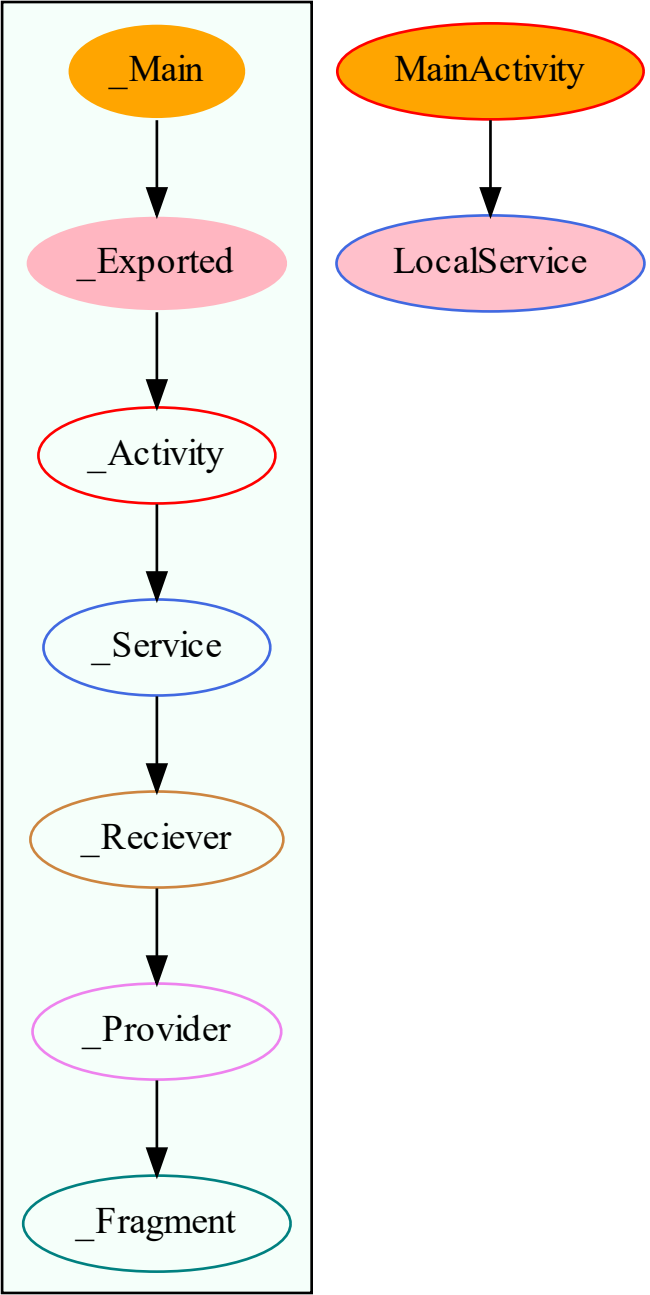 _Main
_Exported
_Activity
_Service
_Reciever
_Provider
_Fragment
MainActivity
LocalService